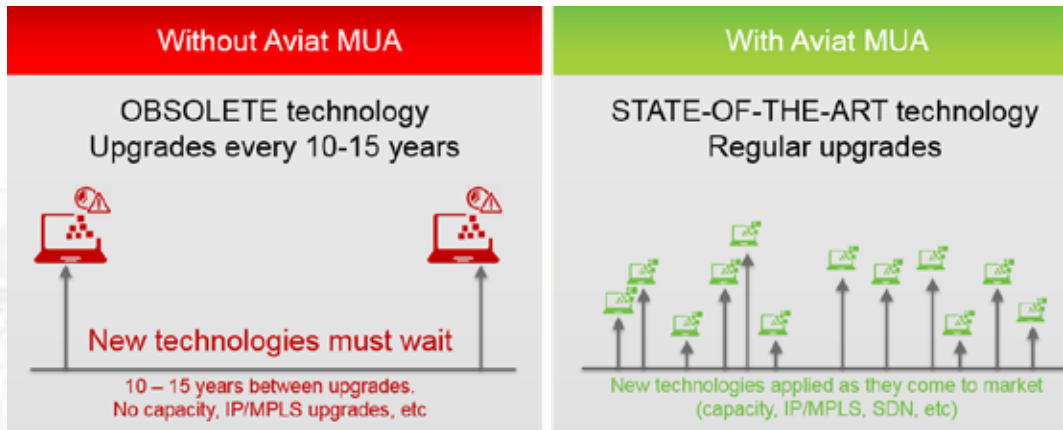 Without Aviat MUA
OBSOLETE technology
Upgrades every 10-15 years
New technologies must wait
10 – 15 years between upgrades.
No capacity, IP/MPLS upgrades, etc
With Aviat MUA
STATE-OF-THE-ART technology
Regular upgrades
New technologies applied as they come to market
(capacity, IP/MPLS, SDN, etc)